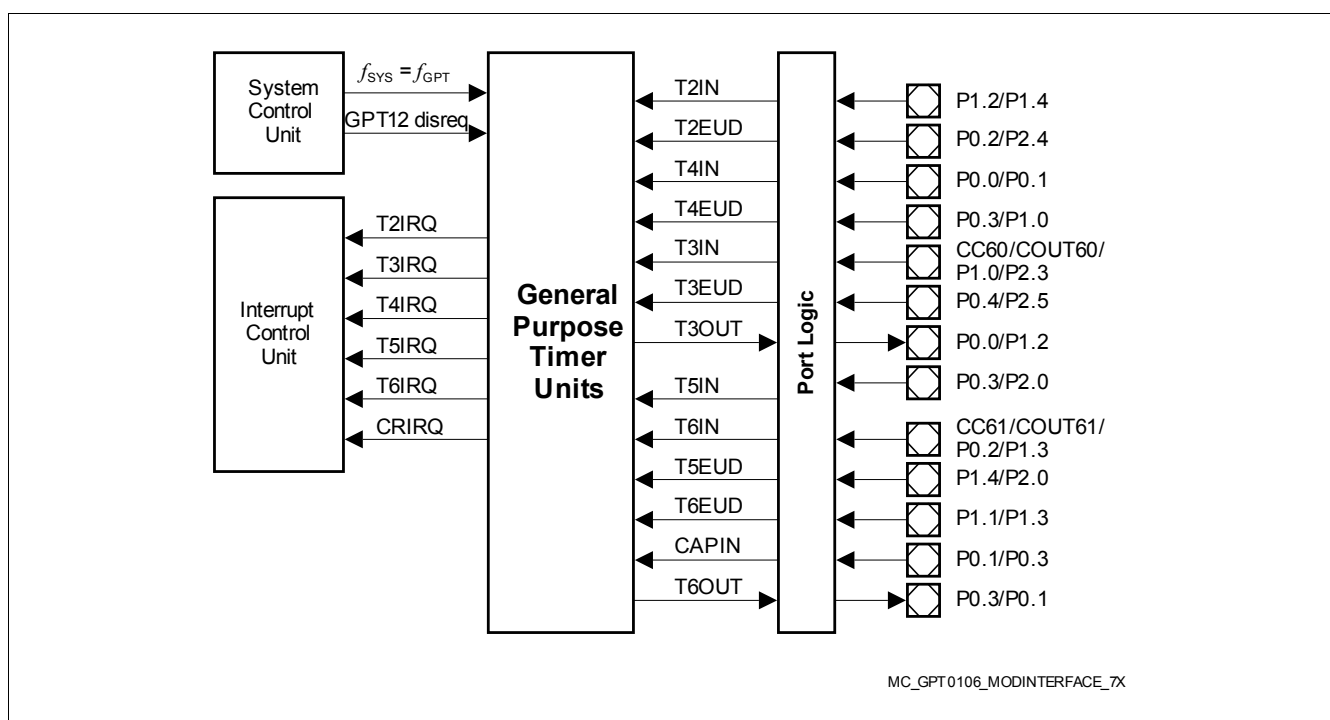 System
Control
Unit
fSYS = fGPT
GPT12 disreq
Interrupt
Control
Unit
T2IRQ
T3IRQ
T4IRQ
T5IRQ
T6IRQ
CRIRQ
General
Purpose
Timer
Units
T2IN
T2EUD
T4IN
T4EUD
T3IN
T3EUD
T3OUT
T5IN
T6IN
T5EUD
T6EUD
CAPIN
T6OUT
Port Logic
P1.2/P1.4
P0.2/P2.4
P0.0/P0.1
P0.3/P1.0
CC60/COUT60/
P1.0/P2.3
P0.4/P2.5
P0.0/P1.2
P0.3/P2.0
CC61/COUT61/
P0.2/P1.3
P1.4/P2.0
P1.1/P1.3
P0.1/P0.3
P0.3/P0.1
MC_GPT0106_MODINTERFACE_7X